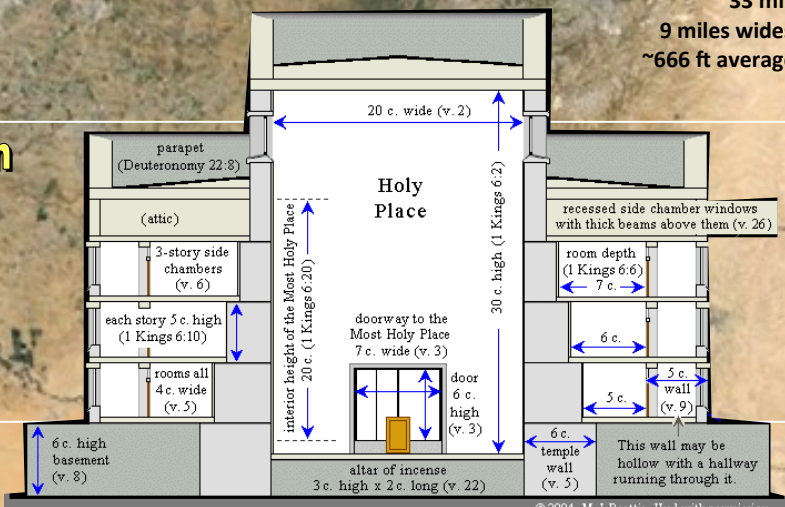 33 mi
9 miles wides
~666 ft average
n
20 c. wide (v. 2)
parapet
(Deuteronomy 22:8)
Holy
Place
(attic)
recessed side chamber windows
with thick beams above them (v. 26)
3-story side
chambers
(v. 6)
interior height of the Most Holy Place
20 c. (1 Kings 6:20)
30 c. high (1 Kings 6:2)
room depth
(1 Kings 6:6)
7 c.
each story 5 c. high
(1 Kings 6:10)
doorway to the
Most Holy Place
7 c. wide (v. 3)
6 c.
rooms all
4 c. wide
(v. 5)
door
6 c.
high
(v. 3)
5 c.
5 c.
wall
(v. 9)
6 c. high
basement
(v. 8)
altar of incense
3 c. high x 2 c. long (v. 22)
6 c.
temple
wall
(v. 5)
This wall may be
hollow with a hallway
running through it.